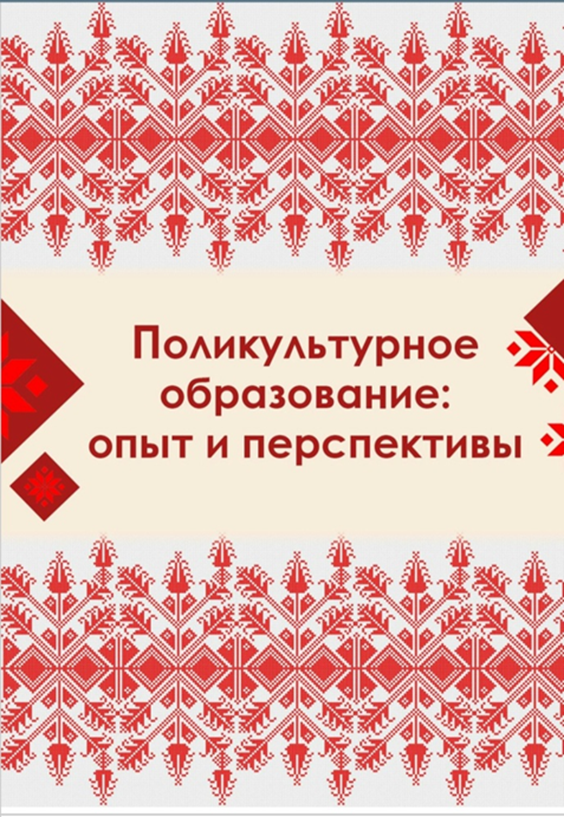 Поликультурное
образование:
опыт и перспективы